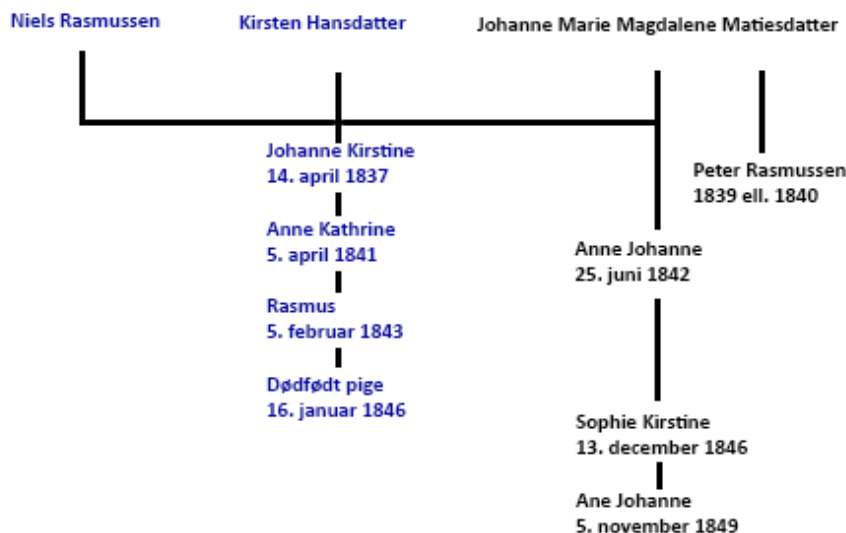 Niels Rasmussen
Kirsten Hansdatter
Johanne Marie Magdalene Matiesdatter
Johanne Kirstine
14. april 1837
Anne Kathrine
5. april 1841
Rasmus
5. februar 1843
Dødfødt pige
16. januar 1846
Peter Rasmussen
1839 ell. 1840
Anne Johanne
25. juni 1842
Sophie Kirstine
13. december 1846
Ane Johanne
5. november 1849